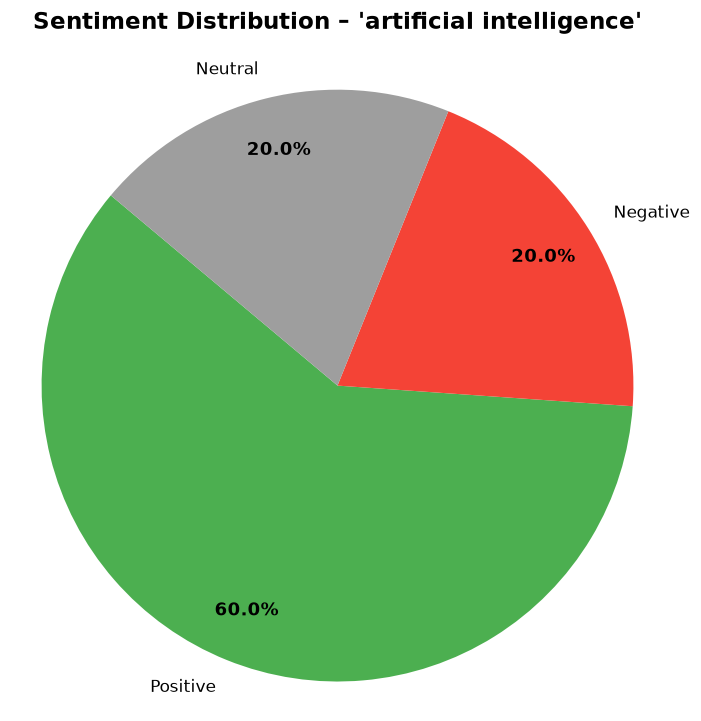 Sentiment Distribution – 'artificial intelligence'
Neutral
20.0%
Negative
20.0%
60.0%
Positive